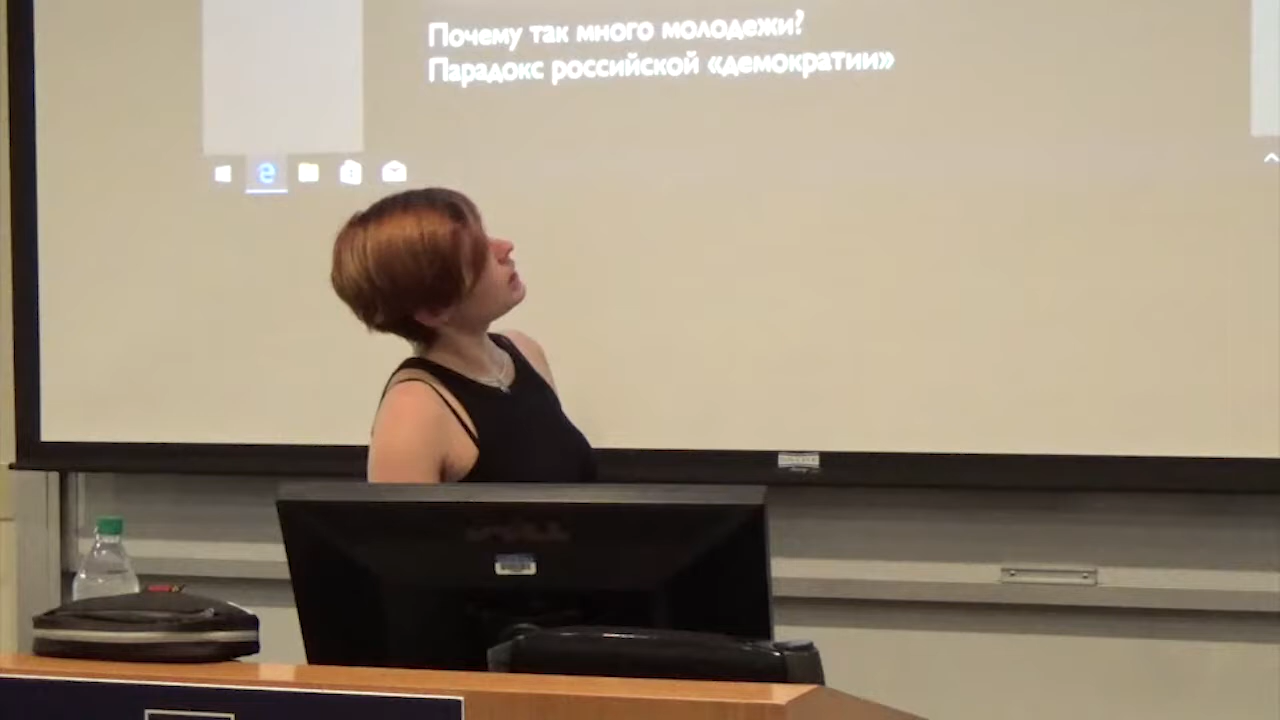 Почему так много молодежи?
Парадокс российской «демократии»